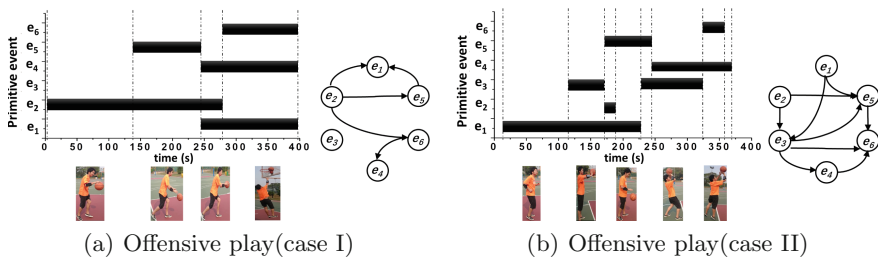 Primitive event
e6
e5
e4
e3
e2
e1
0 50 100 150 200 250 300 350 400
time (s)
e1
e2
e5
e3
e6
e4
(a) Offensive play(case I)
Primitive event
e6
e5
e4
e3
e2
e1
0 50 100 150 200 250 300 350 400
time (s)
e1
e2
e5
e3
e6
e4
(b) Offensive play(case II)